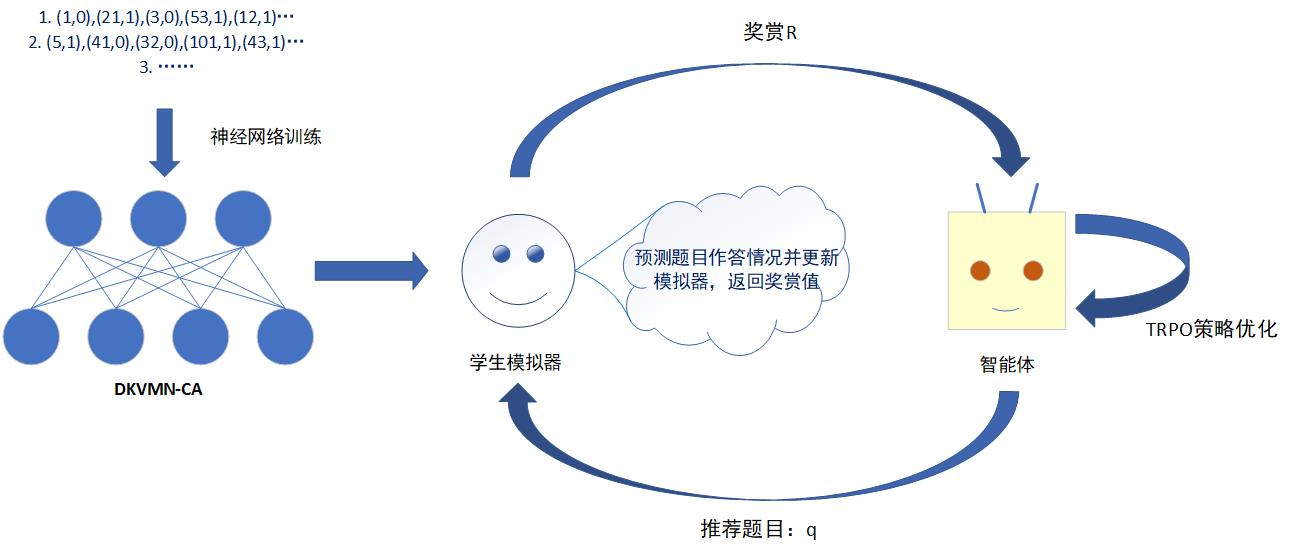 1. (1,0),(21,1),(3,0),(53,1),(12,1)⋯
2. (5,1),(41,0),(32,0),(101,1),(43,1)⋯
3. ⋯⋯
神经网络训练
DKVMN-CA
奖赏R
预测题目作答情况并更新
模拟器，返回奖赏值
学生模拟器
智能体
TRPO策略优化
推荐题目：q